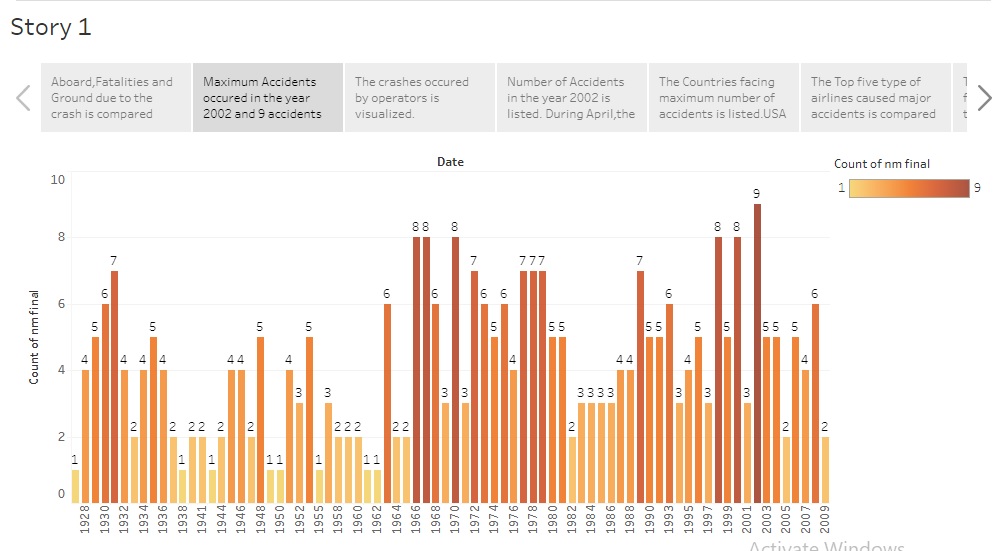 Story 1
Aboard,Fatalities and
Ground due to the
crash is compared
Maximum Accidents
occured in the year
2002 and 9 accidents
The crashes occured
by operators is
visualized.
Number of Accidents
in the year 2002 is
listed. During April,the
The Countries facing
maximum number of
accidents is listed.USA
The Top five type of
airlines caused major
accidents is compared
Date
Count of nm final
1 9
Count of nm final
10
8
6
4
2
0
1 4 5 6 7 4 2 4 5 4 2 1 2 2 1 2 4 4 2 5 1 1 4 3 5 1 3 2 2 2 1 1 6 2 2 8 8 6 3 8 3 7 6 5 6 4 7 7 7 5 5 2 3 3 3 3 4 4 7 5 5 6 3 4 5 3 8 5 8 3 9 5 5 2 5 4 6 2
1928 1930 1932 1934 1936 1938 1941 1944 1946 1948 1950 1952 1955 1958 1960 1962 1964 1966 1968 1970 1972 1974 1976 1978 1980 1982 1984 1986 1988 1990 1993 1995 1997 1999 2001 2003 2005 2007 2009
Activate Windows